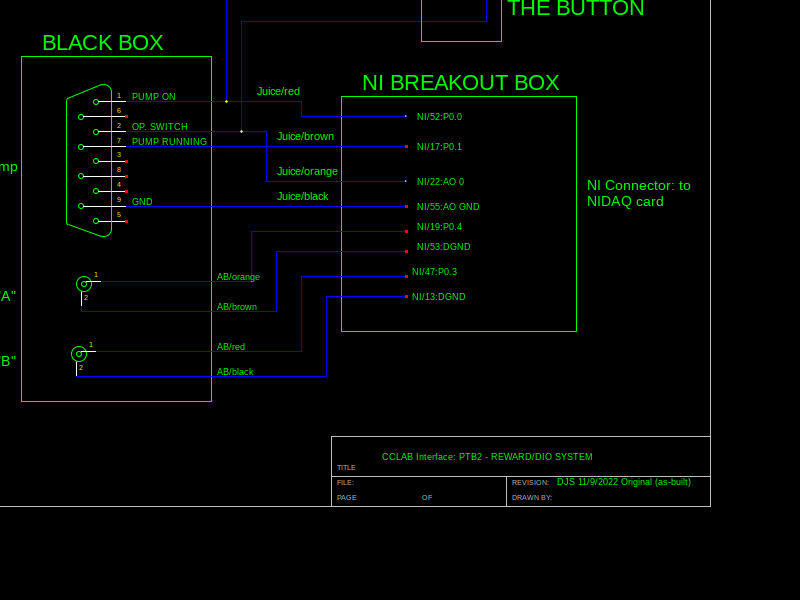 THE BUTTON
BLACK BOX
NI BREAKOUT BOX
1
PUMP ON
6
2
OP. SWITCH
7
PUMP RUNNING
3
8
4
9
GND
5
Juice/red
Juice/brown
Juice/orange
Juice/black
NI/52:P0.0
NI/17:P0.1
NI/22:AO 0
NI/55:AO GND
NI/19:P0.4
NI/53:DGND
NI/47:P0.3
NI/13:DGND
NI Connector: to
NIDAQ card
mp
"A"
1
2
AB/orange
AB/brown
"B"
1
2
AB/red
AB/black
CCLAB Interface: PTB2 - REWARD/DIO SYSTEM
TITLE
FILE:
REVISION: DJS 11/9/2022 Original (as-built)
PAGE OF
DRAWN BY: